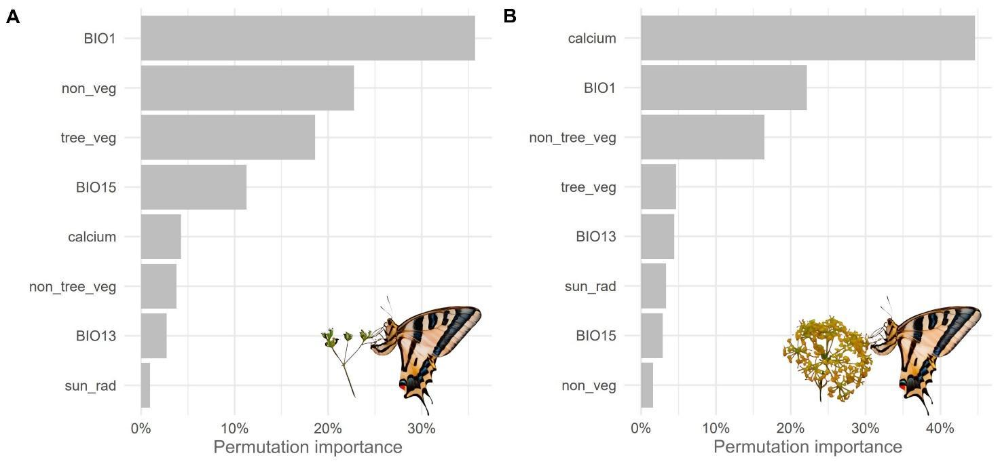 A
BIO1
non_veg
tree_veg
BIO15
calcium
non_tree_veg
BIO13
sun_rad
0% 10% 20% 30%
Permutation importance
B
calcium
BIO1
non_tree_veg
tree_veg
BIO13
sun_rad
BIO15
non_veg
0% 10% 20% 30% 40%
Permutation importance